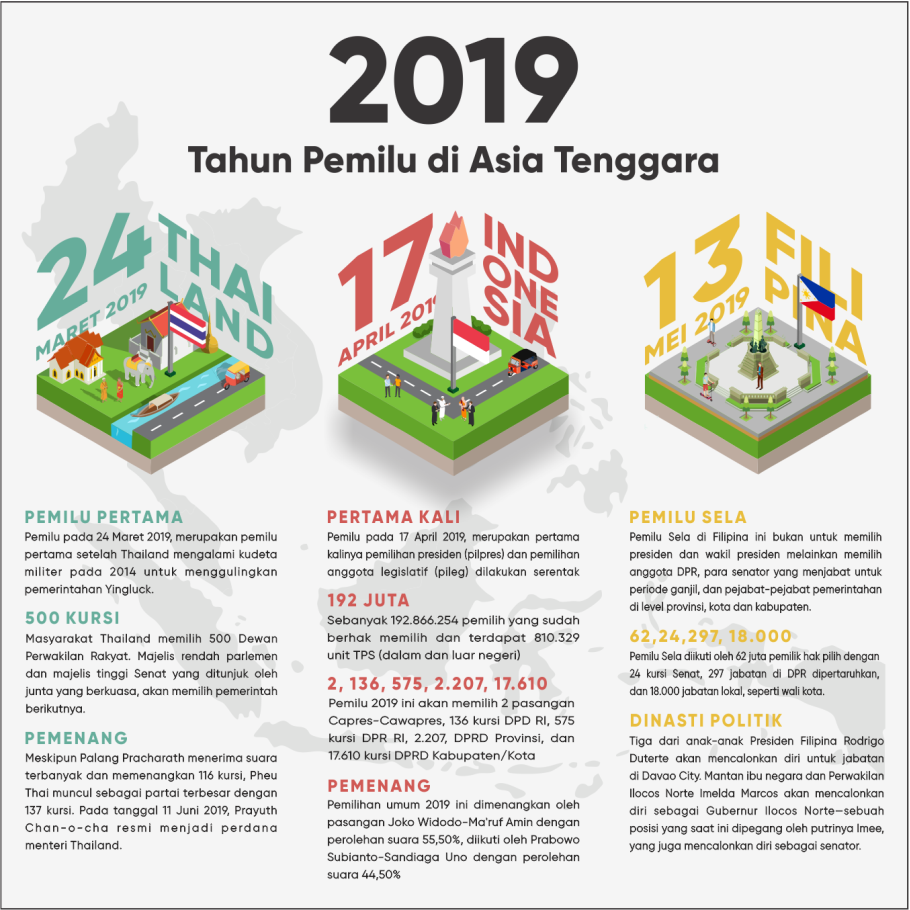 2019
Tahun Pemilu di Asia Tenggara
24
MARET 2019
THAI
LAND
17
APRIL 2019
IND
ONE
SIA
13
MEI 2019
FILI
PINA
PEMILU PERTAMA
Pemilu pada 24 Maret 2019, merupakan pemilu
pertama setelah Thailand mengalami kudeta
militer pada 2014 untuk menggulingkan
pemerintahan Yingluck.
500 KURSI
Masyarakat Thailand memilih 500 Dewan
Perwakilan Rakyat. Majelis rendah parlemen
dan majelis tinggi Senat yang ditunjuk oleh
junta yang berkuasa, akan memilih pemerintah
berikutnya.
PEMENANG
Meskipun Palang Pracharath menerima suara
terbanyak dan memenangkan 116 kursi, Pheu
Thai muncul sebagai partai terbesar dengan
137 kursi. Pada tanggal 11 Juni 2019, Prayuth
Chan-o-cha resmi menjadi perdana
menteri Thailand.
PERTAMA KALI
Pemilu pada 17 April 2019, merupakan pertama
kalinya pemilihan presiden (pilpres) dan pemilihan
anggota legislatif (pileg) dilakukan serentak
192 JUTA
Sebanyak 192.866.254 pemilih yang sudah
berhak memilih dan terdapat 810.329
unit TPS (dalam dan luar negeri)
2, 136, 575, 2.207, 17.610
Pemilu 2019 ini akan memilih 2 pasangan
Capres-Cawapres, 136 kursi DPD RI, 575
kursi DPR RI, 2.207, DPRD Provinsi, dan
17.610 kursi DPRD Kabupaten/Kota
PEMENANG
Pemilihan umum 2019 ini dimenangkan oleh
pasangan Joko Widodo-Ma'ruf Amin dengan
perolehan suara 55,50%, diikuti oleh Prabowo
Subianto-Sandiaga Uno dengan perolehan
suara 44,50%
PEMILU SELA
Pemilu Sela di Filipina ini bukan untuk memilih
presiden dan wakil presiden melainkan memilih
anggota DPR, para senator yang menjabat untuk
periode ganjil, dan pejabat-pejabat pemerintahan
di level provinsi, kota dan kabupaten.
62,24,297, 18.000
Pemilu Sela diikuti oleh 62 juta pemilik hak pilih dengan
24 kursi Senat, 297 jabatan di DPR dipertaruhkan,
dan 18.000 jabatan lokal, seperti wali kota.
DINASTI POLITIK
Tiga dari anak-anak Presiden Filipina Rodrigo
Duterte akan mencalonkan diri untuk jabatan
di Davao City. Mantan ibu negara dan Perwakilan
Ilocos Norte Imelda Marcos akan mencalonkan
diri sebagai Gubernur Ilocos Norte—sebuah
posisi yang saat ini dipegang oleh putrinya Imee,
yang juga mencalonkan diri sebagai senator.